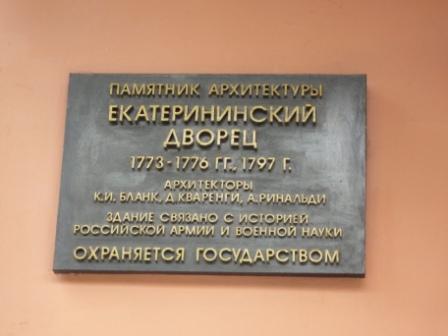 ПАМЯТНИК АРХИТЕКТУРЫ
ЕКАТЕРИНИНСКИЙ
ДВОРЕЦ
1773-1776 ГГ., 1797 Г.
АРХИТЕКТОРЫ
К.И. БЛАНК, Д.КВАРЕНГИ, А.РИНАЛЬДИ
ЗДАНИЕ СВЯЗАНО С ИСТОРИЕЙ
РОССИЙСКОЙ АРМИИ И ВОЕННОЙ НАУКИ
ОХРАНЯЕТСЯ ГОСУДАРСТВОМ